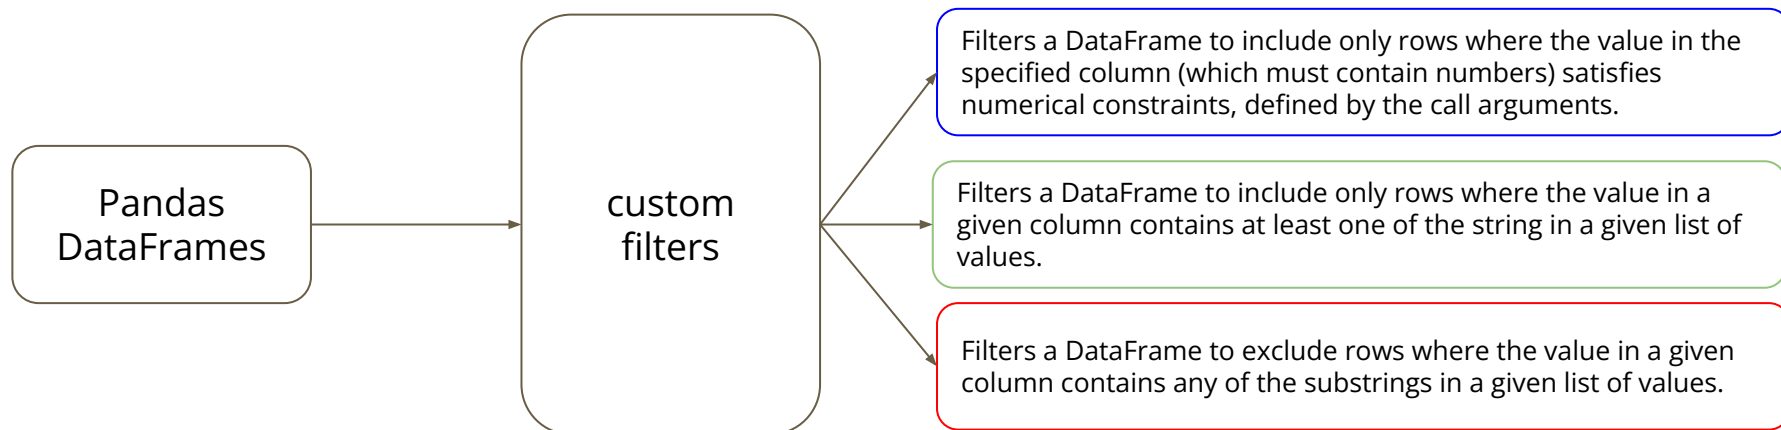 Pandas
DataFrames
custom
filters
Filters a DataFrame to include only rows where the value in the
specified column (which must contain numbers) satisfies
numerical constraints, defined by the call arguments.
Filters a DataFrame to include only rows where the value in a
given column contains at least one of the string in a given list of
values.
Filters a DataFrame to exclude rows where the value in a given
column contains any of the substrings in a given list of values.